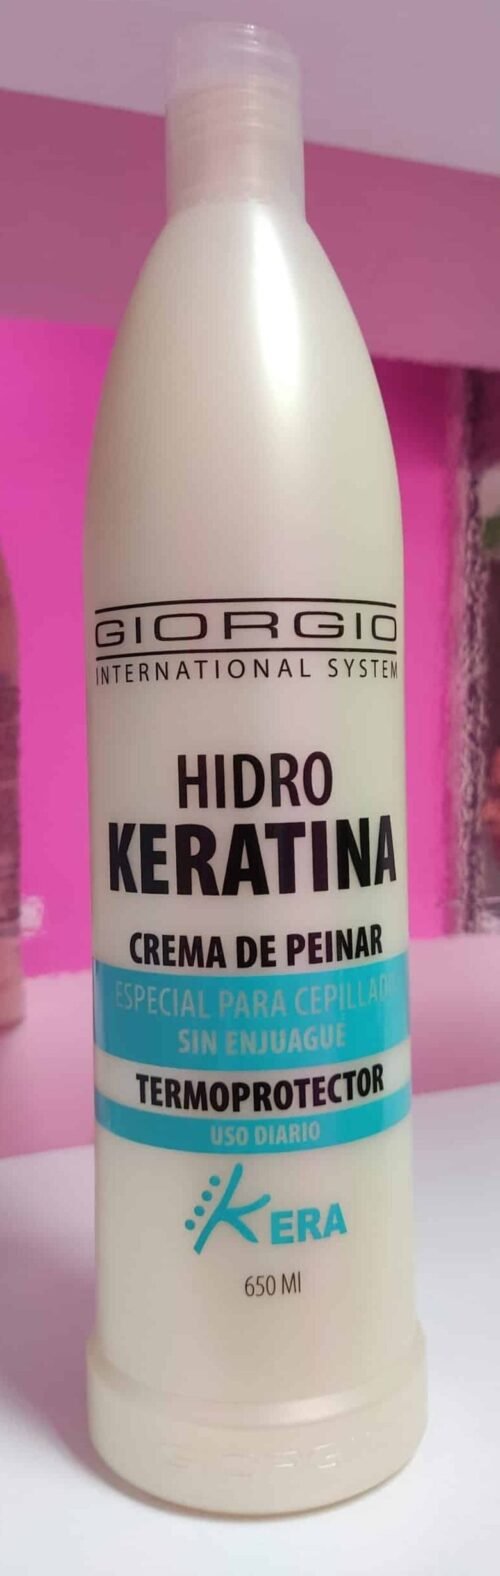 GIORGIO
INTERNATIONAL SYSTEM
HIDRO
KERATINA
CREMA DE PEINAR
ESPECIAL PARA CEPILLADO
SIN ENJUAGUE
TERMOPROTECTOR
USO DIARIO
KERA
650 Ml
GIORGIO